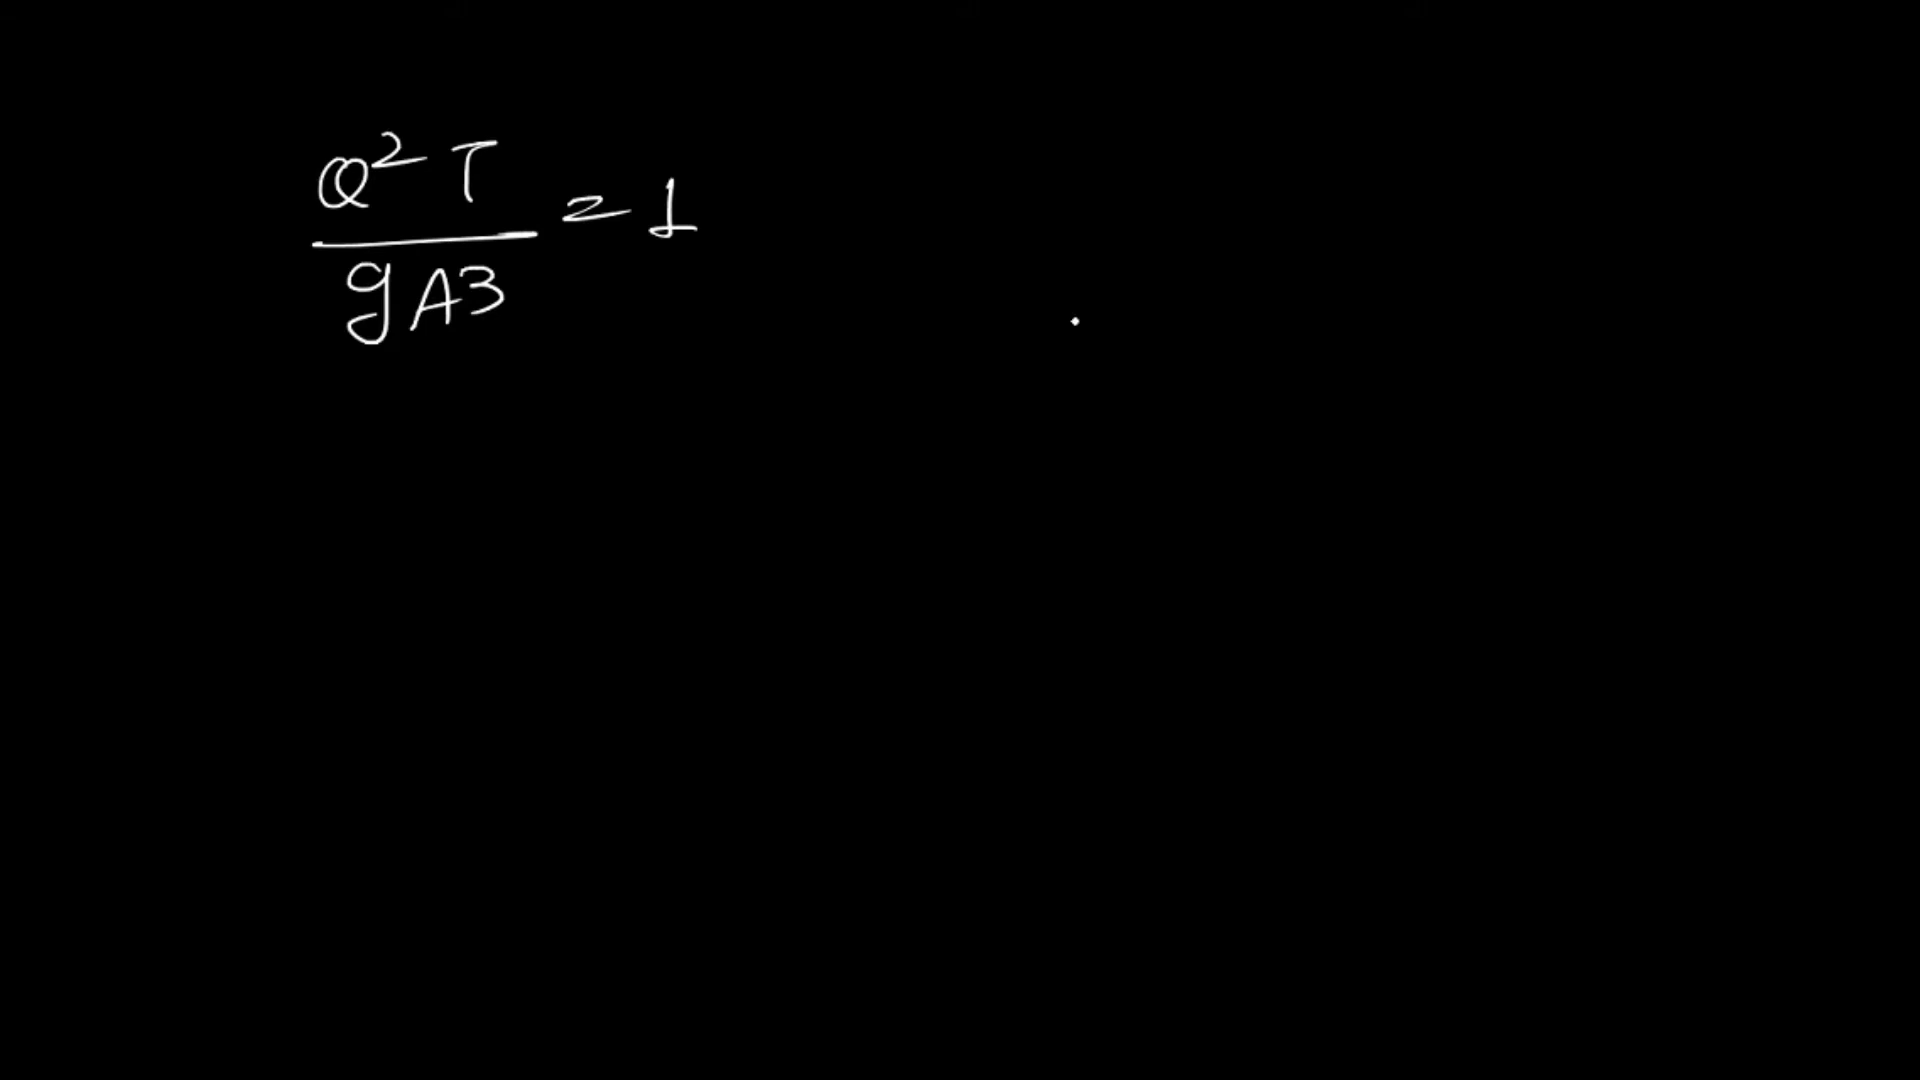 Q² T
――― = 1
g A3